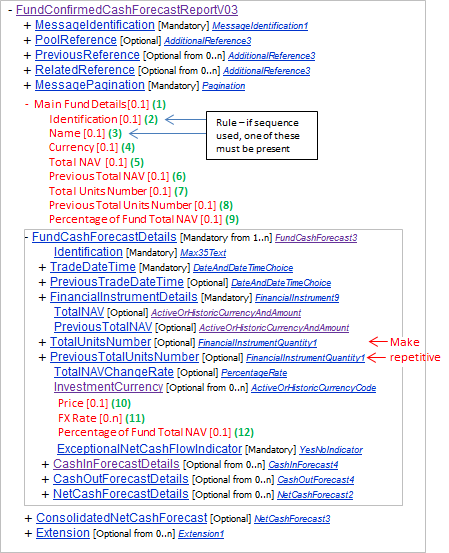 - FundConfirmedCashForecastReportV03
+ MessageIdentification [Mandatory] MessageIdentification1
+ PoolReference [Optional] AdditionalReference3
+ PreviousReference [Optional from 0..n] AdditionalReference3
+ RelatedReference [Optional from 0..n] AdditionalReference3
+ MessagePagination [Mandatory] Pagination
- Main Fund Details[0.1] (1)
Identification [0.1] (2)
Name [0.1] (3)
Currency [0.1] (4)
Total NAV [0.1] (5)
Previous Total NAV [0.1] (6)
Total Units Number [0.1] (7)
Previous Total Units Number [0.1] (8)
Percentage of Fund Total NAV [0.1] (9)
Rule – if sequence
used, one of these
must be present
- FundCashForecastDetails [Mandatory from 1..n] FundCashForecast3
Identification [Mandatory] Max35Text
+ TradeDateTime [Mandatory] DateAndDateTimeChoice
+ PreviousTradeDateTime [Optional] DateAndDateTimeChoice
+ FinancialInstrumentDetails [Mandatory] FinancialInstrument9
TotalNAV [Optional] ActiveOrHistoricCurrencyAndAmount
PreviousTotalNAV [Optional] ActiveOrHistoricCurrencyAndAmount
+ TotalUnitsNumber [Optional] FinancialInstrumentQuantity1
+ PreviousTotalUnitsNumber [Optional] FinancialInstrumentQuantity1
Make
repetitive
TotalNAVChangeRate [Optional] PercentageRate
InvestmentCurrency [Optional from 0..n] ActiveOrHistoricCurrencyCode
Price [0.1] (10)
FX Rate [0.n] (11)
Percentage of Fund Total NAV [0.1] (12)
ExceptionalNetCashFlowIndicator [Mandatory] YesNoIndicator
+ CashInForecastDetails [Optional from 0..n] CashInForecast4
+ CashOutForecastDetails [Optional from 0..n] CashOutForecast4
+ NetCashForecastDetails [Optional from 0..n] NetCashForecast2
+ ConsolidatedNetCashForecast [Optional] NetCashForecast3
+ Extension [Optional from 0..n] Extension1